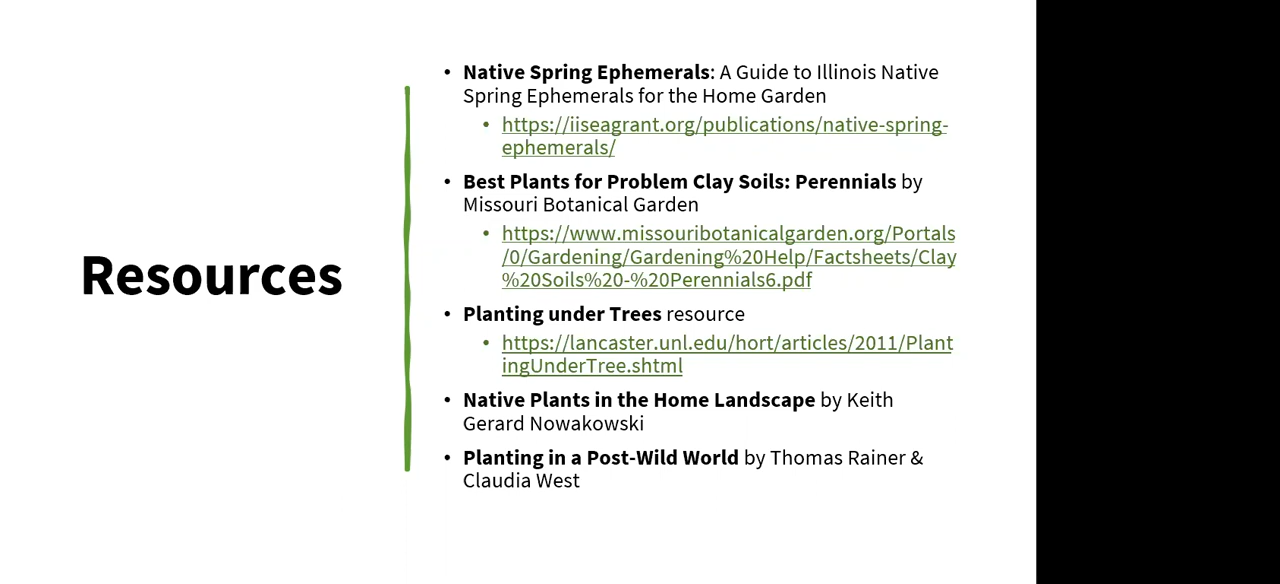 Resources
• Native Spring Ephemerals: A Guide to Illinois Native
Spring Ephemerals for the Home Garden
• https://iiseagrant.org/publications/native-spring-
ephemerals/
• Best Plants for Problem Clay Soils: Perennials by
Missouri Botanical Garden
• https://www.missouribotanicalgarden.org/Portals
/0/Gardening/Gardening%20Help/Factsheets/Clay
%20Soils%20-%20Perennials6.pdf
• Planting under Trees resource
• https://lancaster.unl.edu/hort/articles/2011/Plant
ingUnderTree.shtml
• Native Plants in the Home Landscape by Keith
Gerard Nowakowski
• Planting in a Post-Wild World by Thomas Rainer &
Claudia West